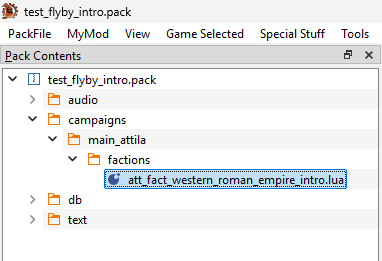 test_flyby_intro.pack
PackFile MyMod View Game Selected Special Stuff Tools
Pack Contents
test_flyby_intro.pack
audio
campaigns
main_attila
factions
att_fact_western_roman_empire_intro.lua
db
text